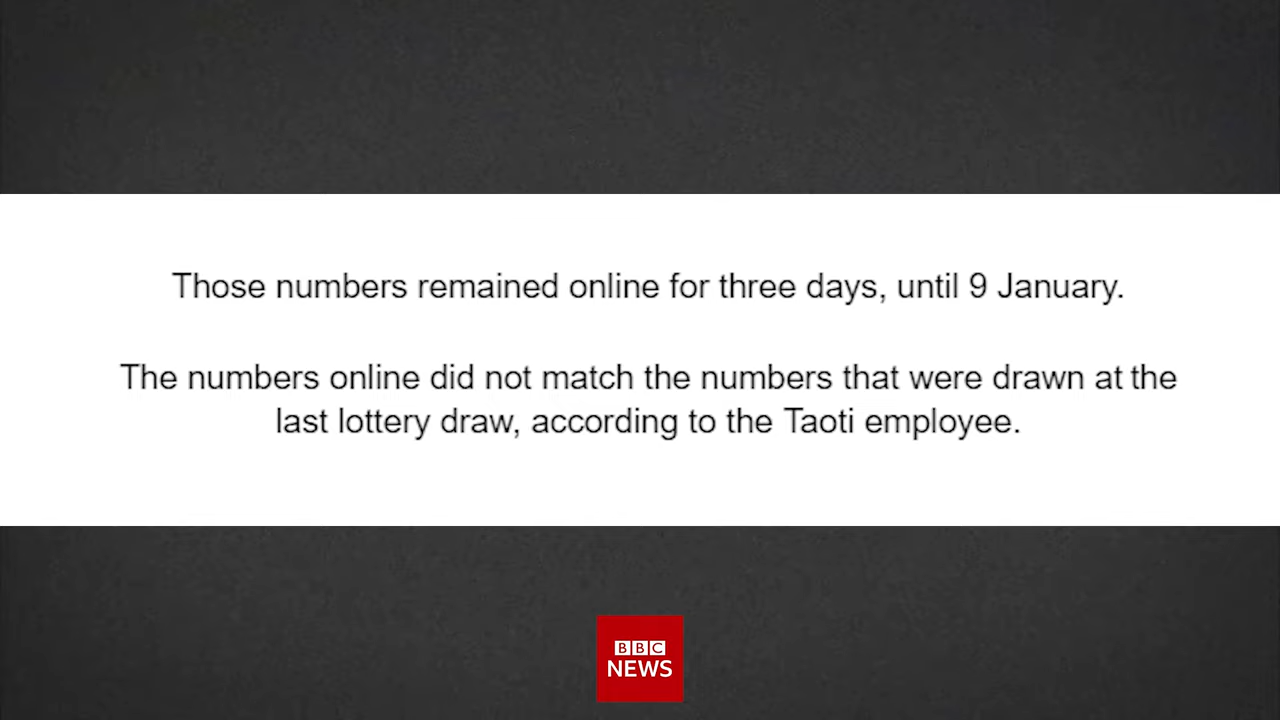 Those numbers remained online for three days, until 9 January.
The numbers online did not match the numbers that were drawn at the
last lottery draw, according to the Taoti employee.
BBC
NEWS